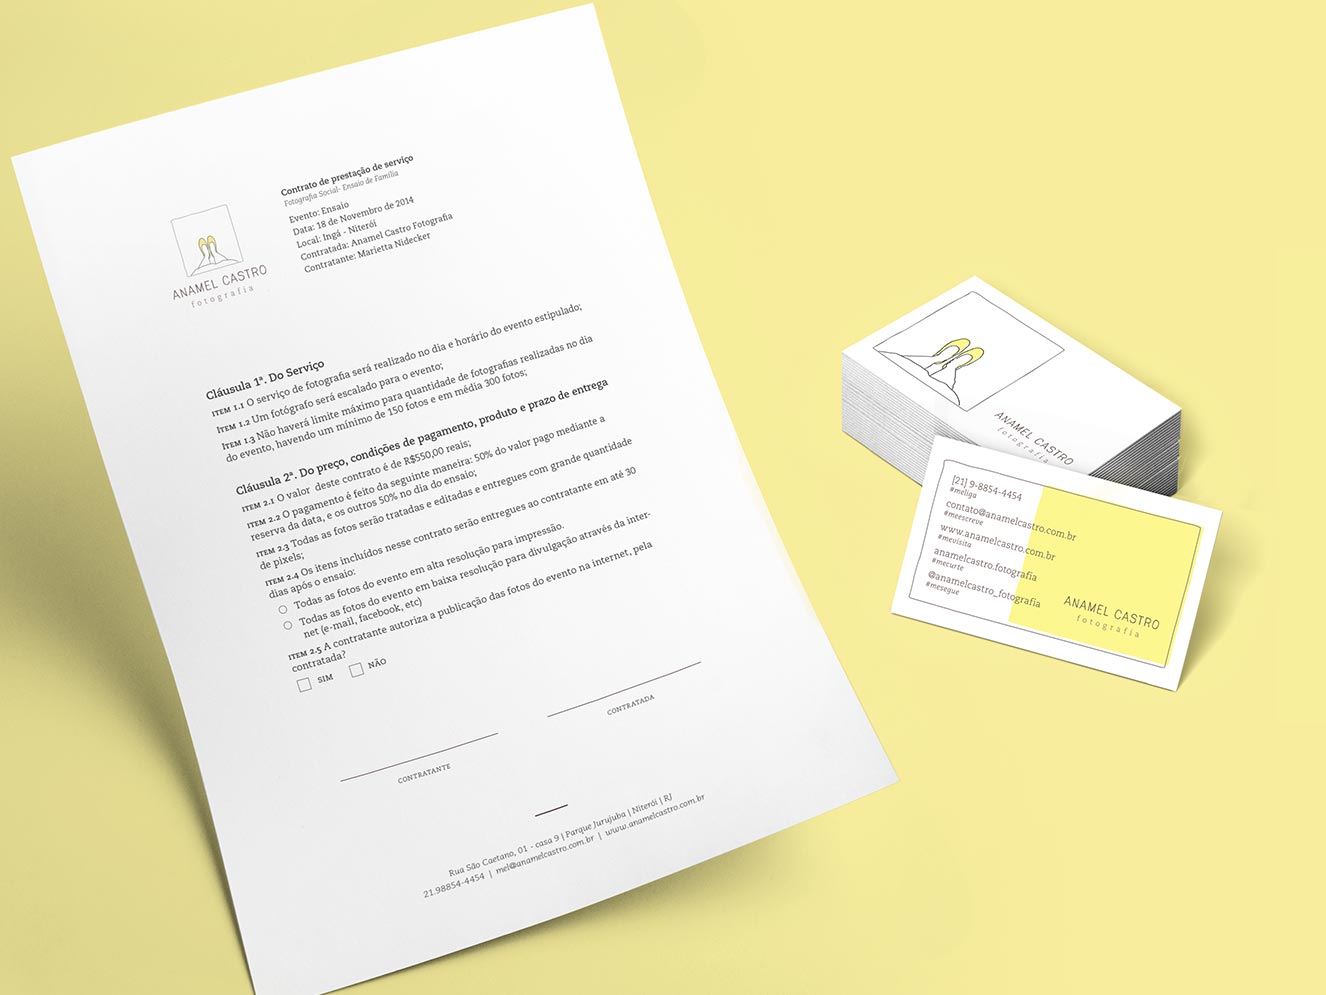 Contrato de prestação de serviço
Fotografia Social- Ensaio de Família
Evento: Ensaio
Data: 18 de Novembro de 2014
Local: Ingá - Niterói
Contratada: Anamel Castro Fotografia
Contratante: Marietta Nidecker
ANAMEL CASTRO
fotografia
Cláusula 1ª. Do Serviço
ITEM 1.1 O serviço de fotografia será realizado no dia e horário do evento estipulado;
ITEM 1.2 Um fotógrafo será escalado para o evento;
ITEM 1.3 Não haverá limite máximo para quantidade de fotografias realizadas no dia
do evento, havendo um mínimo de 150 fotos e em média 300 fotos;
Cláusula 2ª. Do preço, condições de pagamento, produto e prazo de entrega
ITEM 2.1 O valor deste contrato é de R$550,00 reais;
ITEM 2.2 O pagamento é feito da seguinte maneira: 50% do valor pago mediante a
reserva da data, e os outros 50% no dia do ensaio;
ITEM 2.3 Todas as fotos serão tratadas e editadas e entregues com grande quantidade
de pixels;
ITEM 2.4 Os itens incluídos nesse contrato serão entregues ao contratante em até 30
dias após o ensaio:
Todas as fotos do evento em alta resolução para impressão.
Todas as fotos do evento em baixa resolução para divulgação através da inter-
net (e-mail, facebook, etc)
ITEM 2.5 A contratante autoriza a publicação das fotos do evento na internet, pela
contratada?
SIM NÃO
CONTRATANTE
CONTRATADA
Rua São Caetano, 01 - casa 9 | Parque Jurujuba | Niterói | RJ
21.98854-4454 | mel@anamelcastro.com.br | www.anamelcastro.com.br
ANAMEL CASTRO
fotografia
[21] 9-8854-4454
#meliga
contato@anamelcastro.com.br
#meescreve
www.anamelcastro.com.br
#mevisita
anamelcastro.fotografia
#mecurte
@anamelcastro_fotografia
#mesegue
ANAMEL CASTRO
fotografia